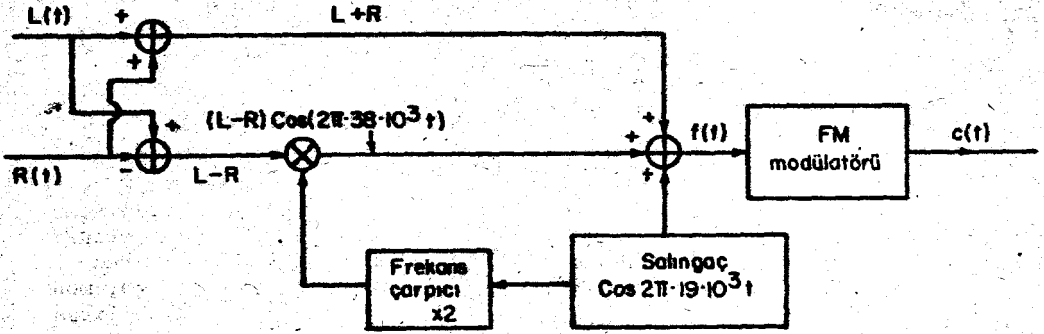 L(t)
+
L+R
+
+
(L-R) Cos(2π·38·10³ t)
+
+
f(t)
FM
modülatörü
c(t)
R(t)
-
L-R
+
+
Frekans
çarpıcı
x2
Salıngaç
Cos 2π·19·10³ t